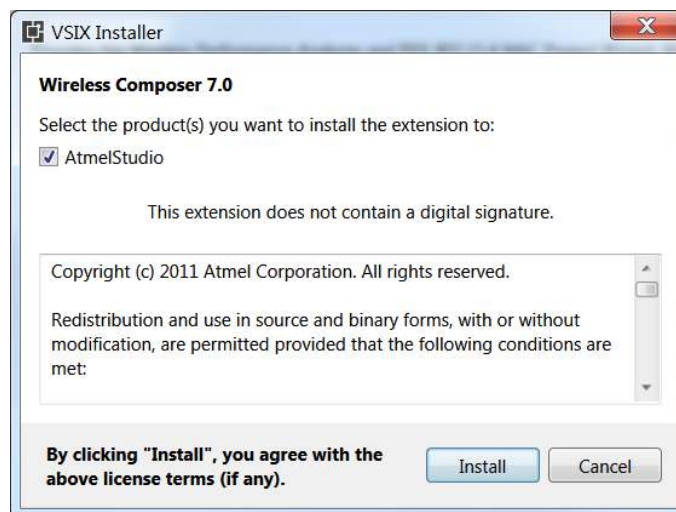 VSIX Installer
Wireless Composer 7.0
Select the product(s) you want to install the extension to:
AtmelStudio
This extension does not contain a digital signature.
Copyright (c) 2011 Atmel Corporation. All rights reserved.
Redistribution and use in source and binary forms, with or without
modification, are permitted provided that the following conditions are
met:
By clicking "Install", you agree with the
above license terms (if any).
Install
Cancel